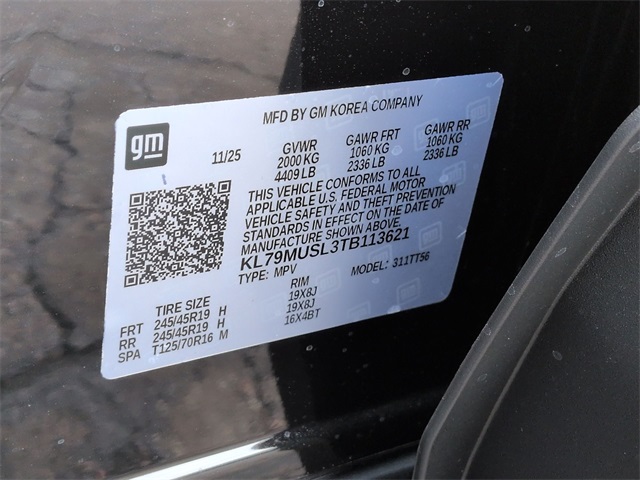 MFD BY GM KOREA COMPANY
gm
11/25
GVWR
2000 KG
4409 LB
GAWR FRT
1060 KG
2336 LB
GAWR RR
1060 KG
2336 LB
THIS VEHICLE CONFORMS TO ALL
APPLICABLE U.S. FEDERAL MOTOR
VEHICLE SAFETY AND THEFT PREVENTION
STANDARDS IN EFFECT ON THE DATE OF
MANUFACTURE SHOWN ABOVE.
KL79MUSL3TB113621
TYPE: MPV MODEL: 311TT56
TIRE SIZE RIM
FRT 245/45R19 H 19X8J
RR 245/45R19 H 19X8J
SPA T125/70R16 M 16X4BT